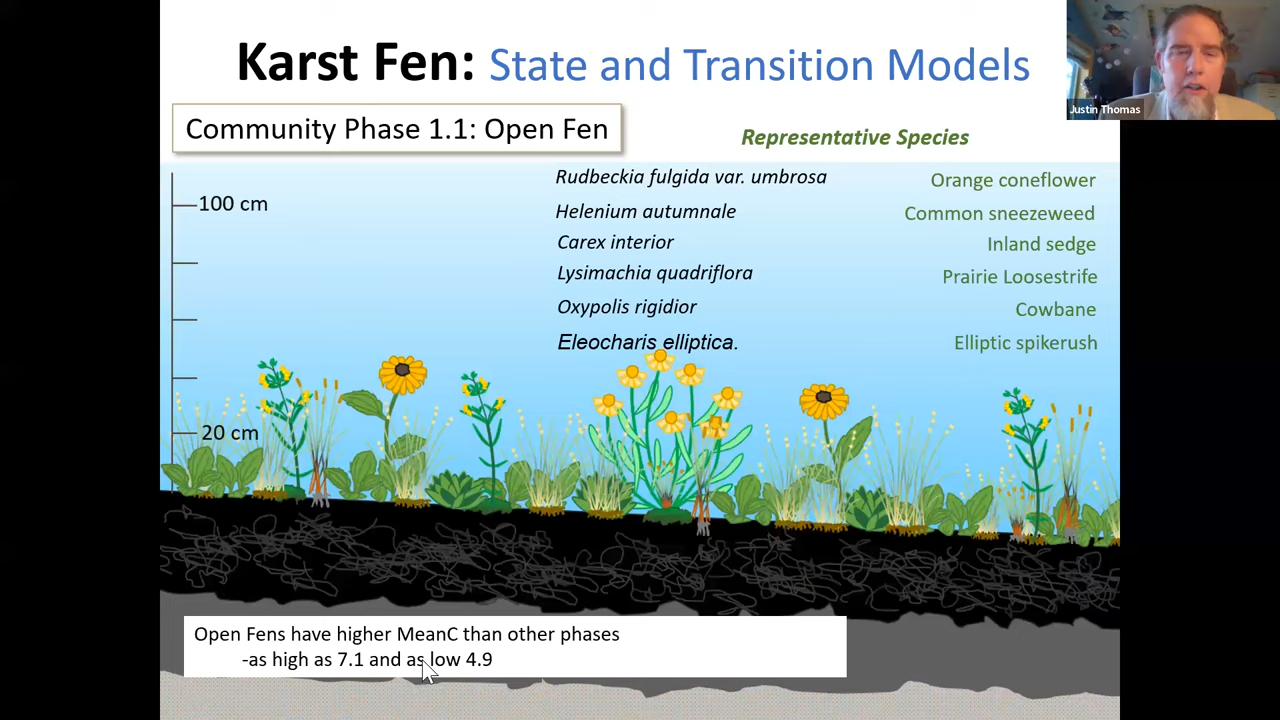 Karst Fen: State and Transition Models
Justin Thomas
Community Phase 1.1: Open Fen
Representative Species
Rudbeckia fulgida var. umbrosa Orange coneflower
100 cm
Helenium autumnale Common sneezeweed
Carex interior Inland sedge
Lysimachia quadriflora Prairie Loosestrife
Oxypolis rigidior Cowbane
Eleocharis elliptica. Elliptic spikerush
20 cm
Open Fens have higher MeanC than other phases
-as high as 7.1 and as low 4.9